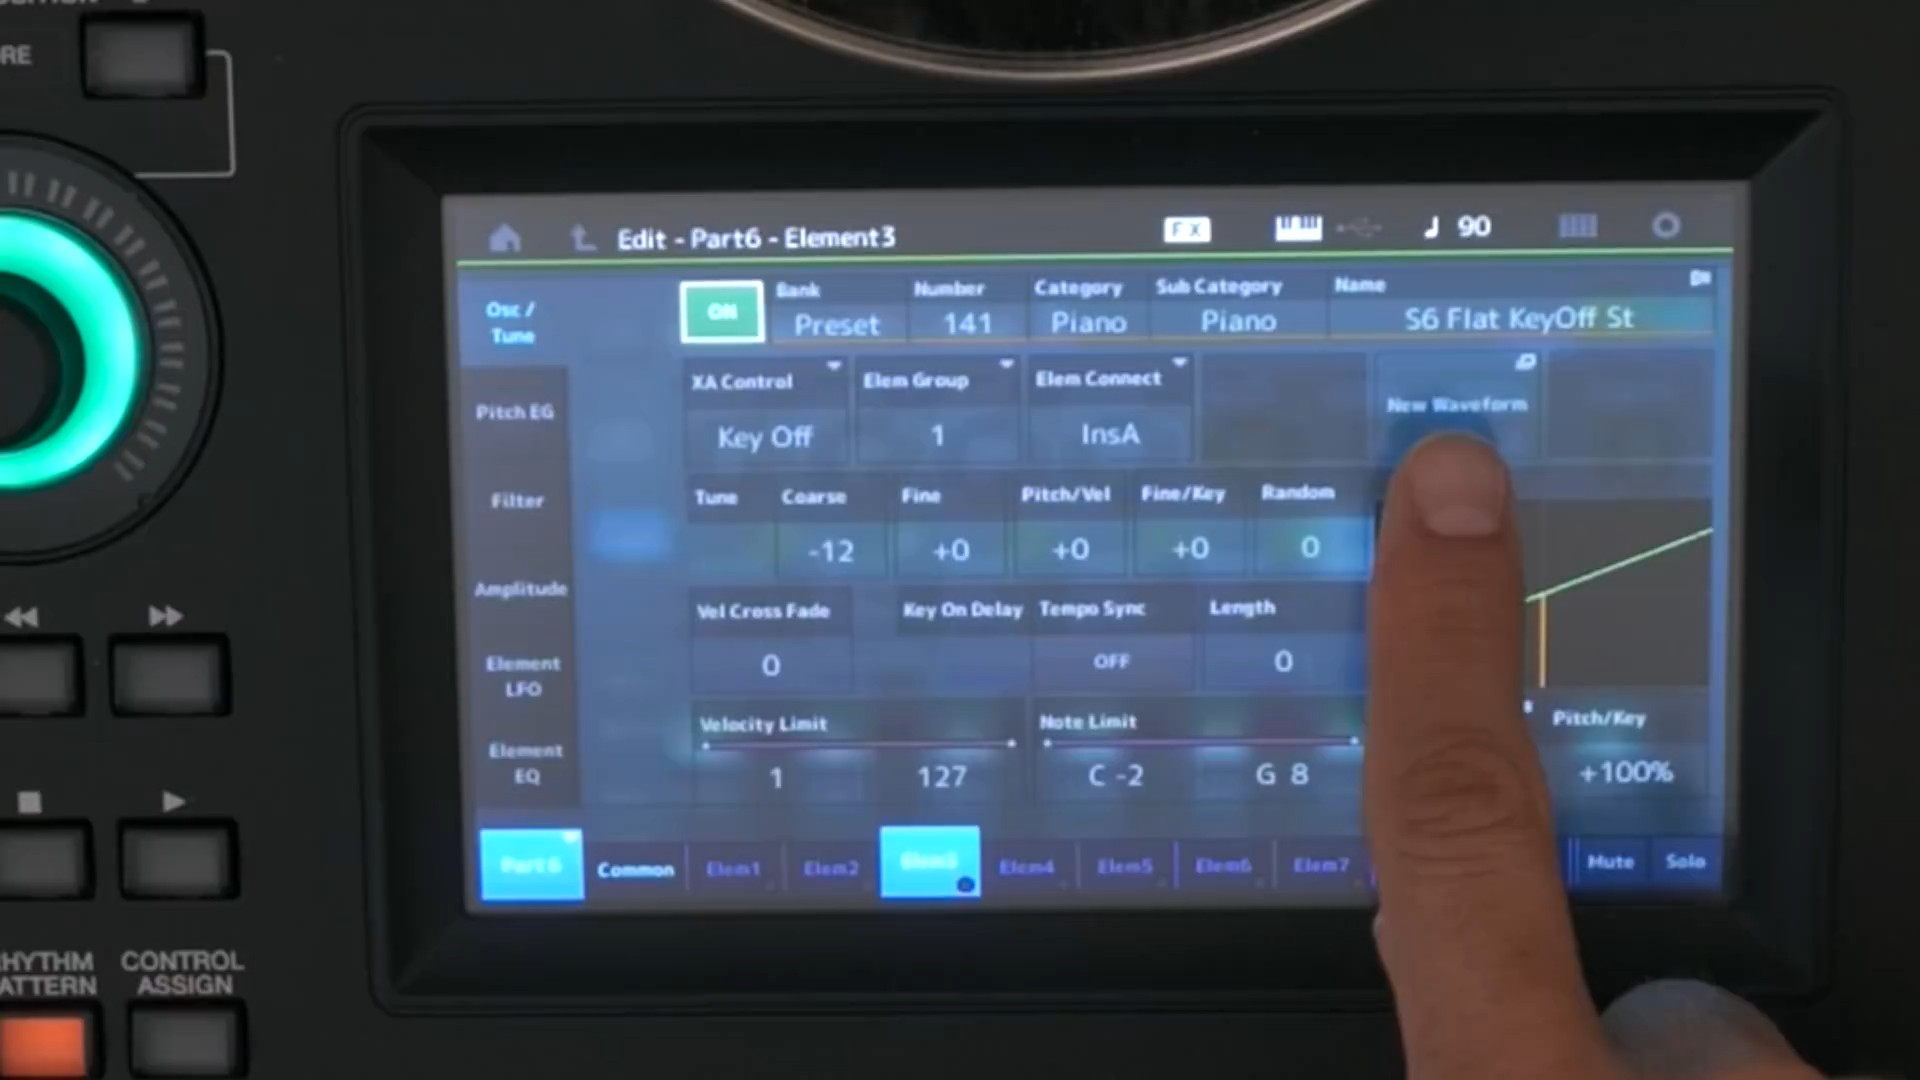 RE
Edit - Part6 - Element3
FX
90
Osc /
Tune
ON
Bank
Number
Category
Sub Category
Name
Preset
141
Piano
Piano
S6 Flat KeyOff St
XA Control
Elem Group
Elem Connect
New Waveform
Key Off
1
InsA
Pitch EG
Tune
Coarse
Fine
Pitch/Vel
Fine/Key
Random
Filter
-12
+0
+0
+0
0
Amplitude
Vel Cross Fade
Key On Delay
Tempo Sync
Length
0
OFF
0
Element
LFO
Velocity Limit
Note Limit
Pitch/Key
Element
EQ
1
127
C -2
G 8
+100%
Part6
Common
Elem1
Elem2
Elem3
Elem4
Elem5
Elem6
Elem7
Mute
Solo
HYTHM
ATTERN
CONTROL
ASSIGN